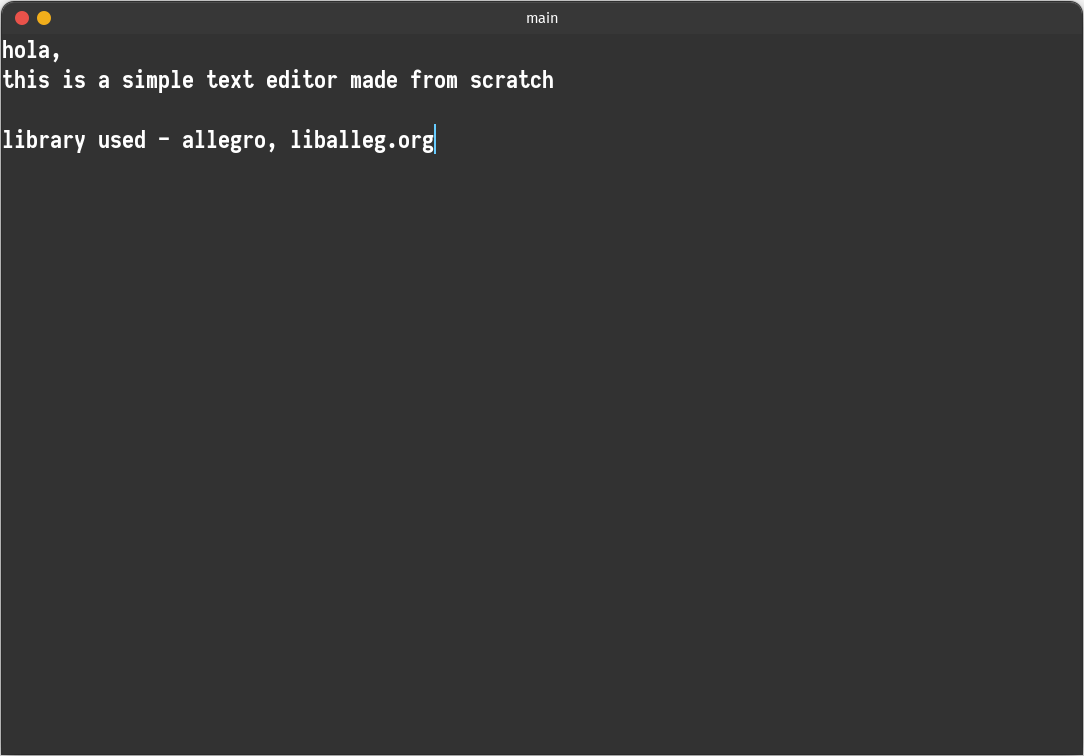 main
hola,
this is a simple text editor made from scratch
library used - allegro, liballeg.org